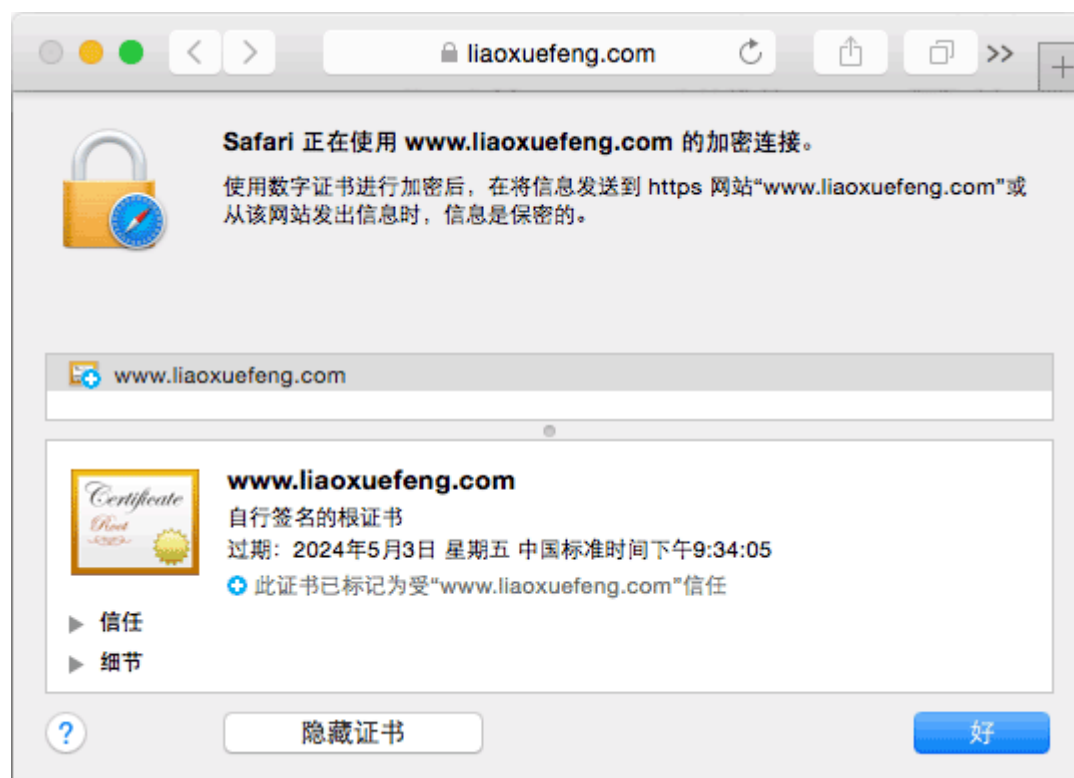 liaoxuefeng.com
Safari 正在使用 www.liaoxuefeng.com 的加密连接。
使用数字证书进行加密后，在将信息发送到 https 网站“www.liaoxuefeng.com”或
从该网站发出信息时，信息是保密的。
www.liaoxuefeng.com
Certificate
Root
www.liaoxuefeng.com
自行签名的根证书
过期：2024年5月3日 星期五 中国标准时间下午9:34:05
此证书已标记为受“www.liaoxuefeng.com”信任
信任
细节
?
隐藏证书
好